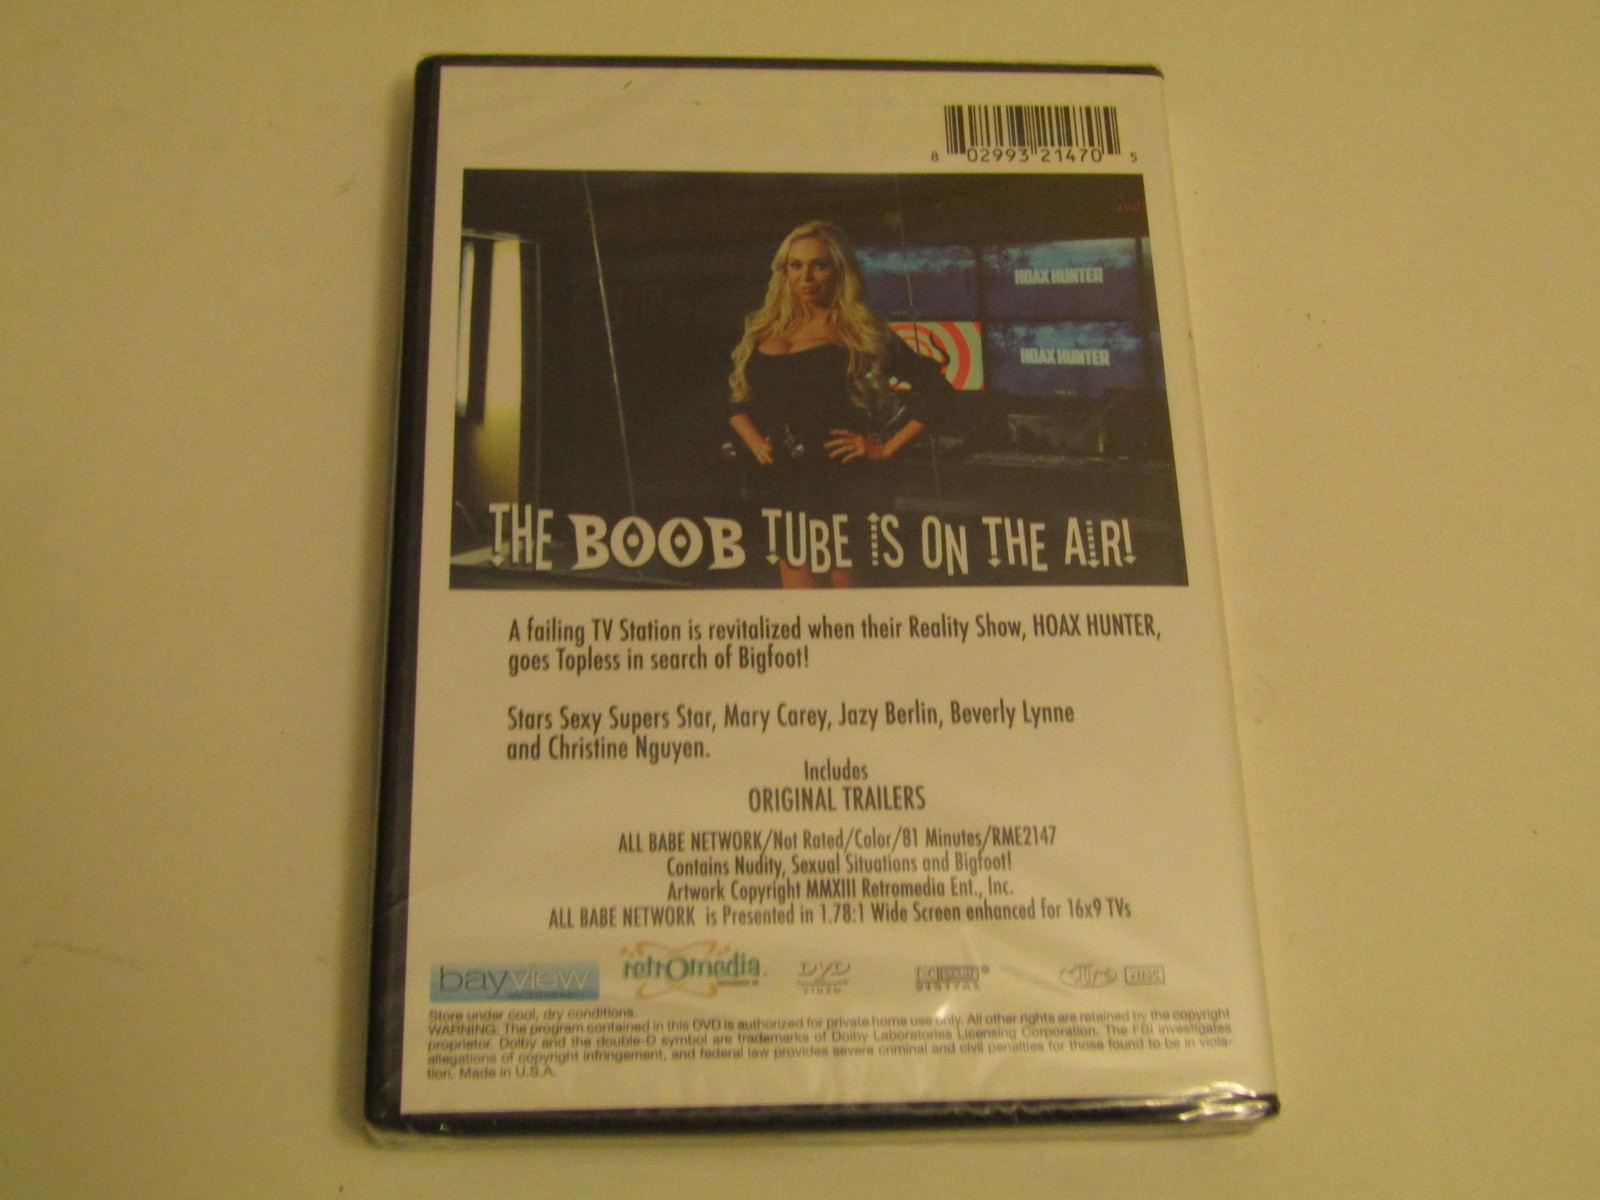 8 02993 21470 5
HOAX HUNTER
HOAX HUNTER
THE BOOB TUBE IS ON THE AIR!
A failing TV Station is revitalized when their Reality Show, HOAX HUNTER,
goes Topless in search of Bigfoot!
Stars Sexy Supers Star, Mary Carey, Jazy Berlin, Beverly Lynne
and Christine Nguyen.
Includes
ORIGINAL TRAILERS
ALL BABE NETWORK/Not Rated/Color/81 Minutes/RME2147
Contains Nudity, Sexual Situations and Bigfoot!
Artwork Copyright MMXIII Retromedia Ent., Inc.
ALL BABE NETWORK is Presented in 1.78:1 Wide Screen enhanced for 16x9 TVs
bayview
retromedia
DVD
VIDEO
DIGITAL
Store under cool, dry conditions.
WARNING: The program contained in this DVD is authorized for private home use only. All other rights are retained by the copyright
proprietor. Dolby and the double-D symbol are trademarks of Dolby Laboratories Licensing Corporation. The FBI investigates
allegations of copyright infringement, and federal law provides severe criminal and civil penalties for those found to be in viola-
tion. Made in U.S.A.